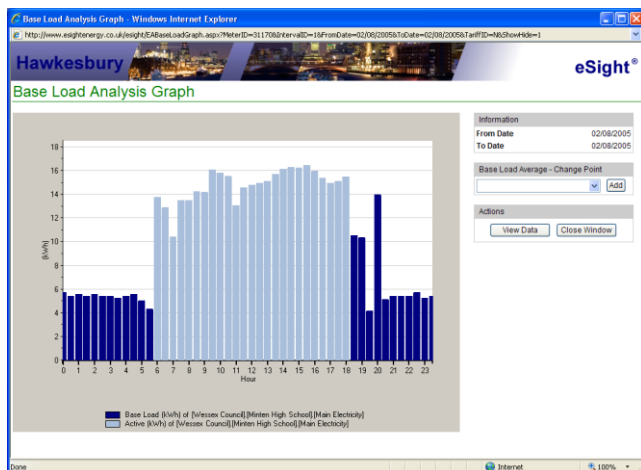 Base Load Analysis Graph - Windows Internet Explorer
http://www.esightenergy.co.uk/esight/EABaseLoadGraph.aspx?MeterID=31170&IntervalID=1&FromDate=02/08/2005&ToDate=02/08/2005&TariffID=N&ShowHide=1
Hawkesbury
eSight®
Base Load Analysis Graph
Information
From Date 02/08/2005
To Date 02/08/2005
Base Load Average - Change Point
Add
Actions
View Data Close Window
18
16
14
12
10
8
6
4
2
0
(kWh)
0 1 2 3 4 5 6 7 8 9 10 11 12 13 14 15 16 17 18 19 20 21 22 23
Hour
Base Load (kWh) of [Wessex Council].[Minten High School].[Main Electricity]
Active (kWh) of [Wessex Council].[Minten High School].[Main Electricity]
Done
Internet
100%